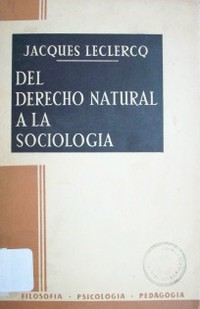 JACQUES LECLERCQ
DEL
DERECHO NATURAL
A LA
SOCIOLOGIA
FILOSOFIA · PSICOLOGIA · PEDAGOGIA